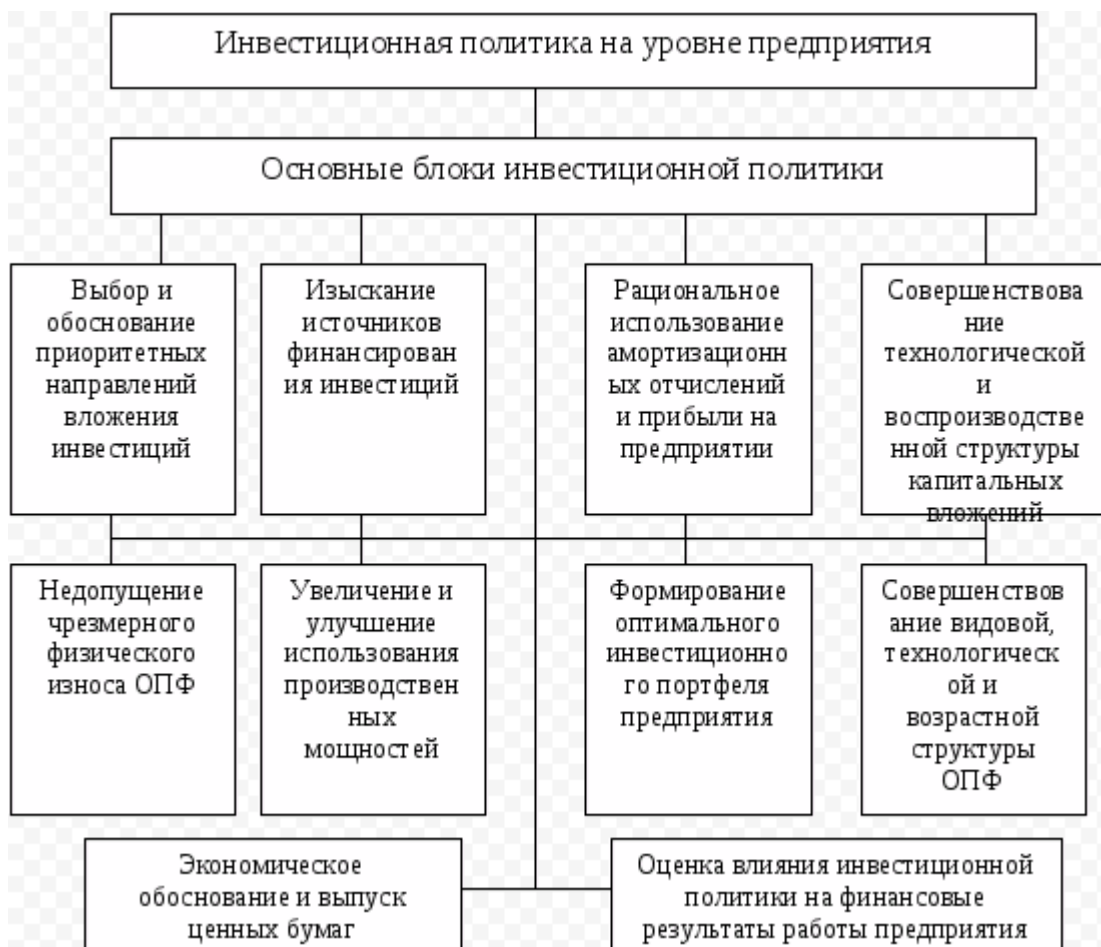 Инвестиционная политика на уровне предприятия
Основные блоки инвестиционной политики
Выбор и
обоснование
приоритетных
направлений
вложения
инвестиций
Изыскание
источников
финансирован
ия инвестиций
Рациональное
использование
амортизационн
ых отчислений
и прибыли на
предприятии
Совершенствова
ние
технологической
и
воспроизводстве
нной структуры
капитальных
вложений
Недопущение
чрезмерного
физического
износа ОПФ
Увеличение и
улучшение
использования
производствен
ных
мощностей
Формирование
оптимального
инвестиционно
го портфеля
предприятия
Совершенствов
ание видовой,
технологическ
ой и
возрастной
структуры
ОПФ
Экономическое
обоснование и выпуск
ценных бумаг
Оценка влияния инвестиционной
политики на финансовые
результаты работы предприятия